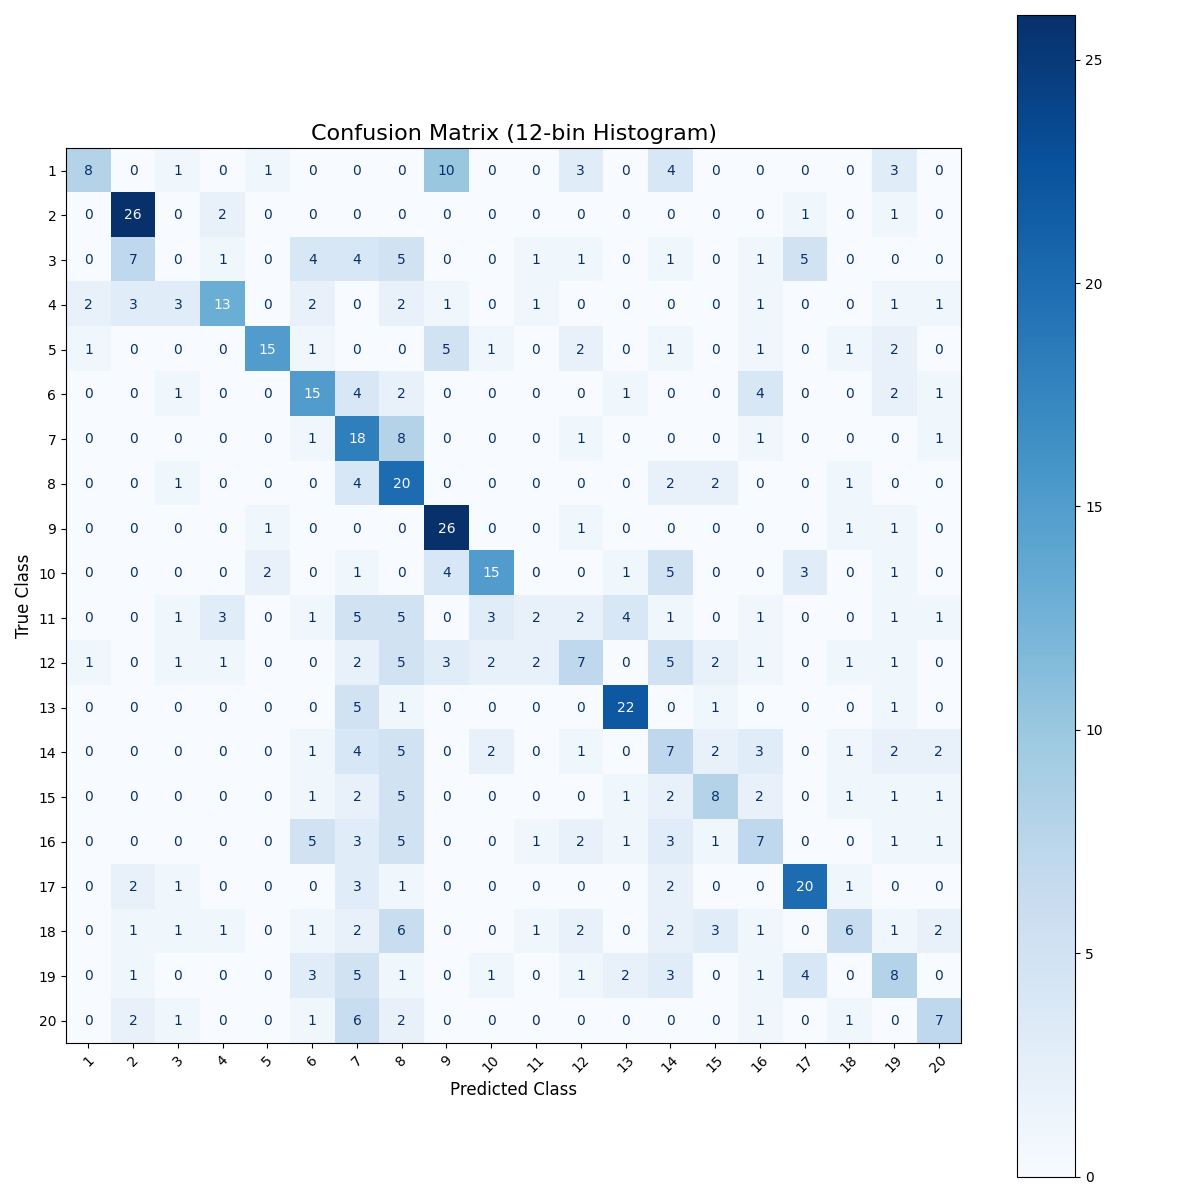 Confusion Matrix (12-bin Histogram)
1 8 0 1 0 1 0 0 0 10 0 0 3 0 4 0 0 0 0 3 0
2 0 26 0 2 0 0 0 0 0 0 0 0 0 0 0 0 1 0 1 0
3 0 7 0 1 0 4 4 5 0 0 1 1 0 1 0 1 5 0 0 0
4 2 3 3 13 0 2 0 2 1 0 1 0 0 0 0 1 0 0 1 1
5 1 0 0 0 15 1 0 0 5 1 0 2 0 1 0 1 0 1 2 0
6 0 0 1 0 0 15 4 2 0 0 0 0 1 0 0 4 0 0 2 1
7 0 0 0 0 0 1 18 8 0 0 0 1 0 0 0 1 0 0 0 1
8 0 0 1 0 0 0 4 20 0 0 0 0 0 2 2 0 0 1 0 0
9 0 0 0 0 1 0 0 0 26 0 0 1 0 0 0 0 0 1 1 0
10 0 0 0 0 2 0 1 0 4 15 0 0 1 5 0 0 3 0 1 0
11 0 0 1 3 0 1 5 5 0 3 2 2 4 1 0 1 0 0 1 1
12 1 0 1 1 0 0 2 5 3 2 2 7 0 5 2 1 0 1 1 0
13 0 0 0 0 0 0 5 1 0 0 0 0 22 0 1 0 0 0 1 0
14 0 0 0 0 0 1 4 5 0 2 0 1 0 7 2 3 0 1 2 2
15 0 0 0 0 0 1 2 5 0 0 0 0 1 2 8 2 0 1 1 1
16 0 0 0 0 0 5 3 5 0 0 1 2 1 3 1 7 0 0 1 1
17 0 2 1 0 0 0 3 1 0 0 0 0 0 2 0 0 20 1 0 0
18 0 1 1 1 0 1 2 6 0 0 1 2 0 2 3 1 0 6 1 2
19 0 1 0 0 0 3 5 1 0 1 0 1 2 3 0 1 4 0 8 0
20 0 2 1 0 0 1 6 2 0 0 0 0 0 0 0 1 0 1 0 7
1 2 3 4 5 6 7 8 9 10 11 12 13 14 15 16 17 18 19 20
Predicted Class
True Class
25
20
15
10
5
0